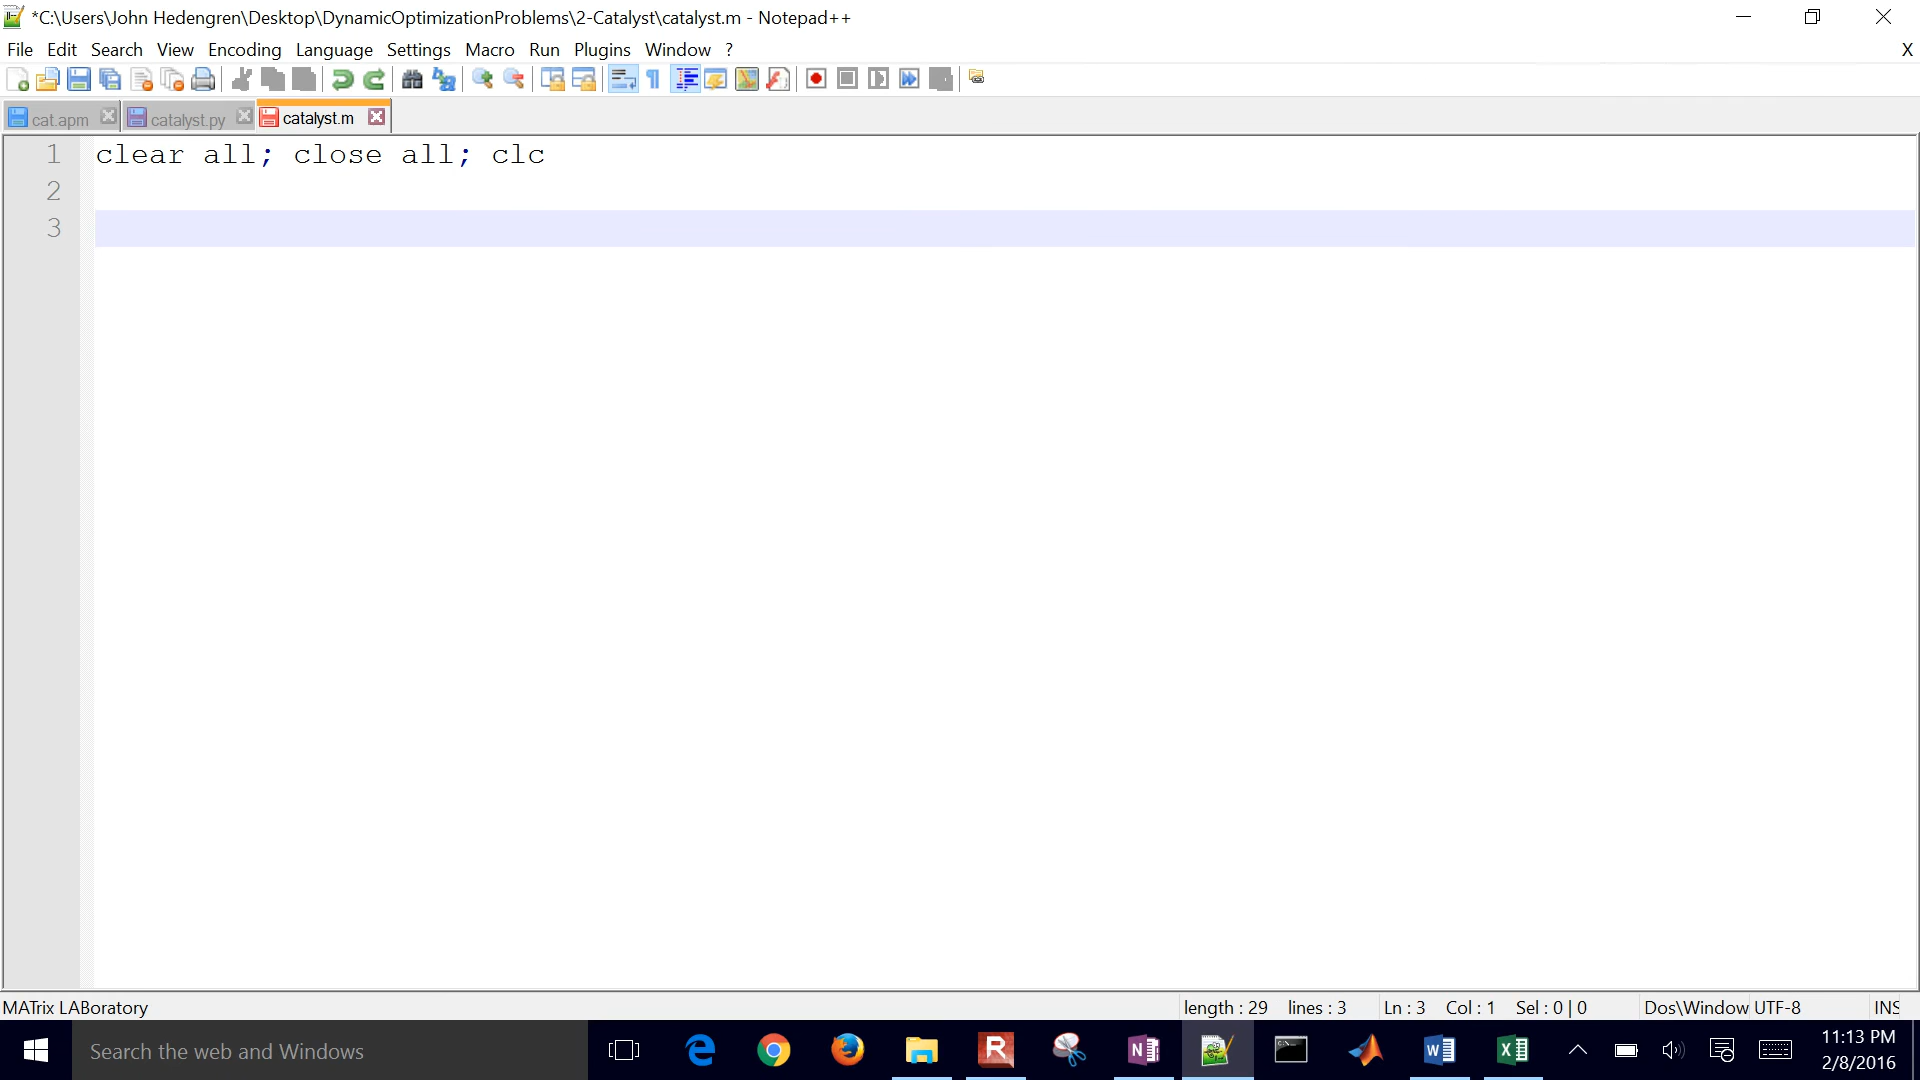 *C:\Users\John Hedengren\Desktop\DynamicOptimizationProblems\2-Catalyst\catalyst.m - Notepad++
File Edit Search View Encoding Language Settings Macro Run Plugins Window ? X
cat.apm catalyst.py catalyst.m
1 clear all; close all; clc
2
3
MATrix LABoratory length : 29 lines : 3 Ln : 3 Col : 1 Sel : 0 | 0 Dos\Window UTF-8 INS
Search the web and Windows
11:13 PM
2/8/2016